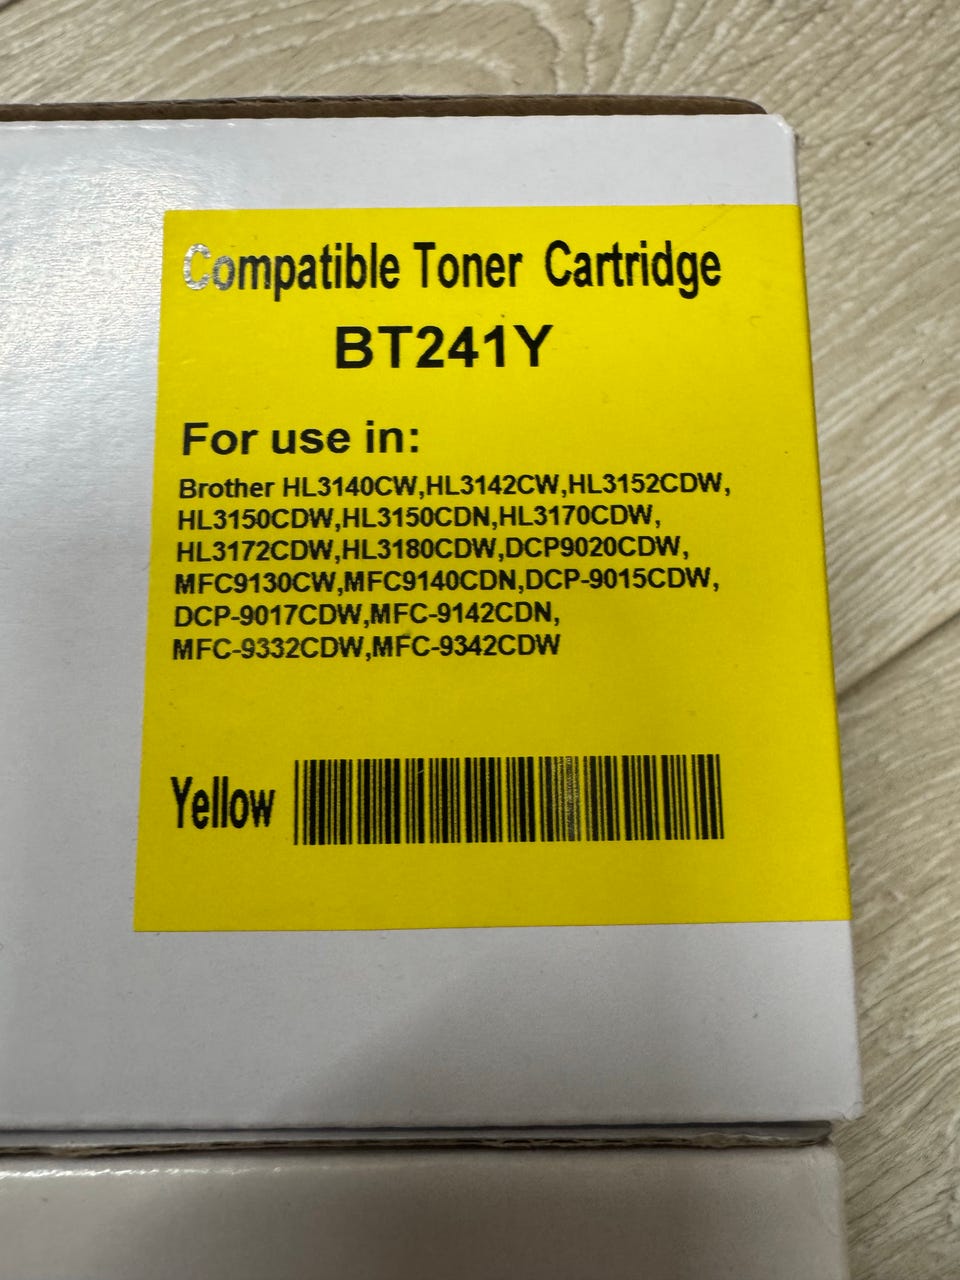 Compatible Toner Cartridge
BT241Y
For use in:
Brother HL3140CW,HL3142CW,HL3152CDW,
HL3150CDW,HL3150CDN,HL3170CDW,
HL3172CDW,HL3180CDW,DCP9020CDW,
MFC9130CW,MFC9140CDN,DCP-9015CDW,
DCP-9017CDW,MFC-9142CDN,
MFC-9332CDW,MFC-9342CDW
Yellow